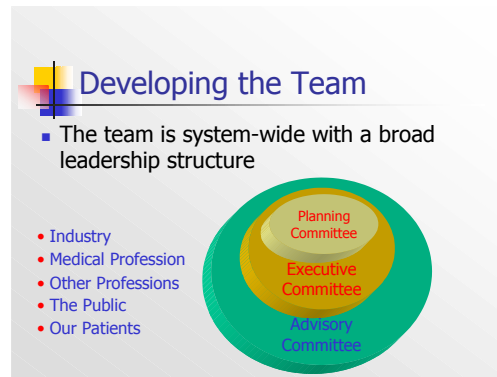 Developing the Team
▪ The team is system-wide with a broad
leadership structure
• Industry
• Medical Profession
• Other Professions
• The Public
• Our Patients
Planning
Committee
Executive
Committee
Advisory
Committee